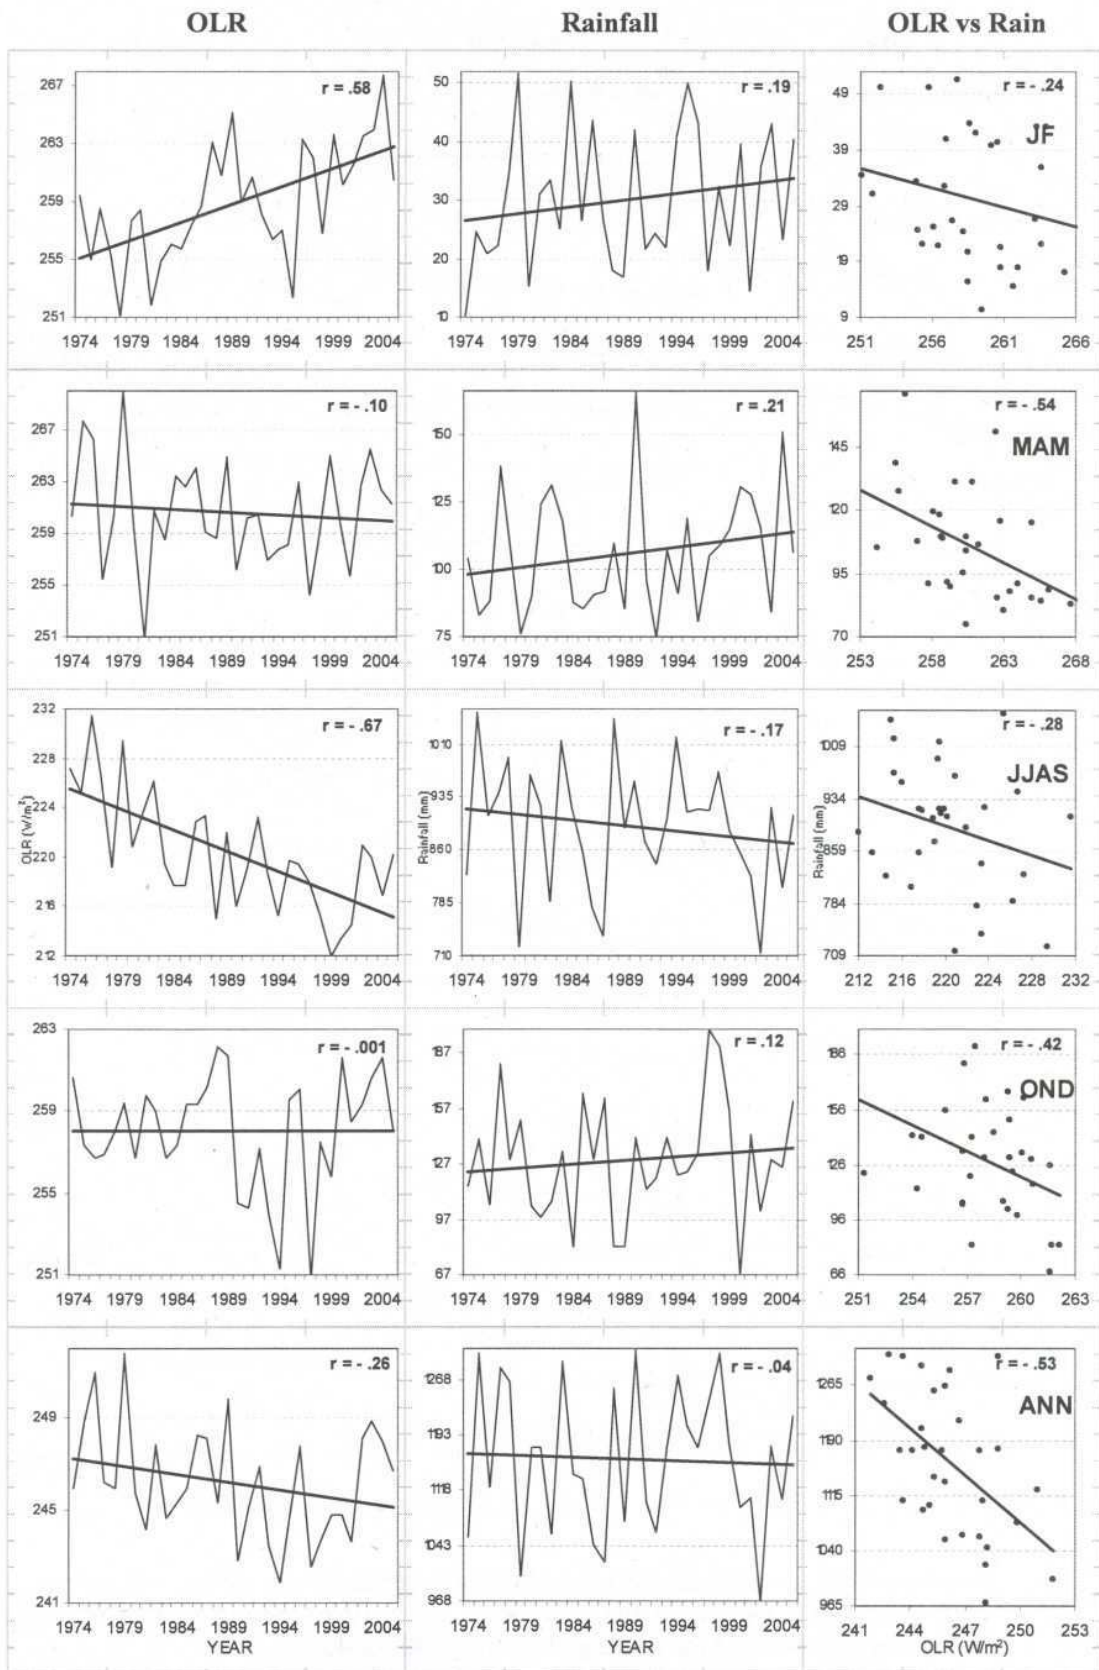 OLR Rainfall OLR vs Rain
267
263
259
255
251
r = .58
1974 1979 1984 1989 1994 1999 2004
50
40
30
20
10
r = .19
1974 1979 1984 1989 1994 1999 2004
49
39
29
19
9
r = - .24
JF
251 256 261 266
267
263
259
255
251
r = - .10
1974 1979 1984 1989 1994 1999 2004
150
125
100
75
r = .21
1974 1979 1984 1989 1994 1999 2004
145
120
95
70
r = - .54
MAM
253 258 263 268
232
228
224
220
216
212
OLR (W/m²)
r = - .67
1974 1979 1984 1989 1994 1999 2004
1010
935
860
785
710
Rainfall (mm)
r = - .17
1974 1979 1984 1989 1994 1999 2004
1009
934
859
784
709
Rainfall (mm)
r = - .28
JJAS
212 216 220 224 228 232
263
259
255
251
r = - .001
1974 1979 1984 1989 1994 1999 2004
187
157
127
97
67
r = .12
1974 1979 1984 1989 1994 1999 2004
186
156
126
96
66
r = - .42
OND
251 254 257 260 263
249
245
241
r = - .26
1974 1979 1984 1989 1994 1999 2004
YEAR
1268
1193
1118
1043
968
r = - .04
1974 1979 1984 1989 1994 1999 2004
YEAR
1265
1190
1115
1040
965
r = - .53
ANN
241 244 247 250 253
OLR (W/m²)